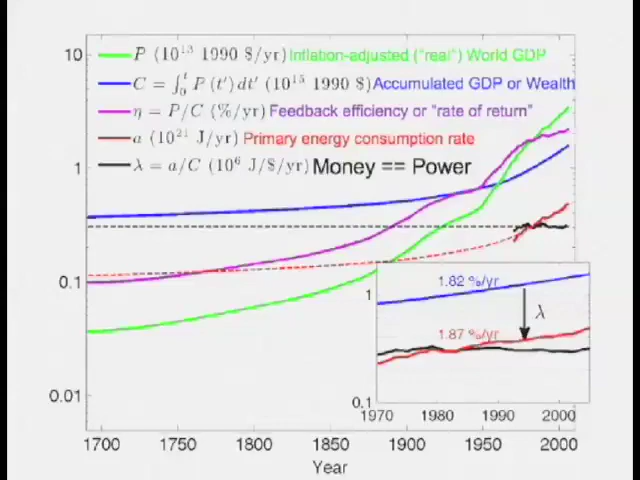 10
P (10¹³ 1990 $/yr) Inflation-adjusted ("real") World GDP
C = ∫₀ᵗ P (t′) dt′ (10¹⁵ 1990 $) Accumulated GDP or Wealth
η = P/C (%/yr) Feedback efficiency or "rate of return"
a (10²¹ J/yr) Primary energy consumption rate
λ = a/C (10⁶ J/$/yr) Money == Power
1
0.1
0.01
1.82 %/yr
1
λ
1.87 %/yr
0.1
1970 1980 1990 2000
1700 1750 1800 1850 1900 1950 2000
Year